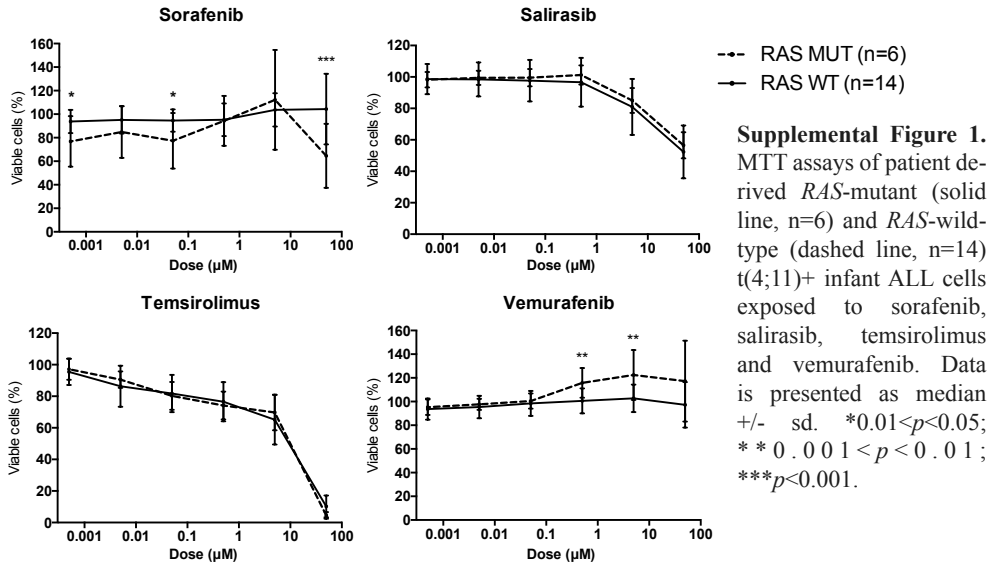 Sorafenib
160
140
120
100
80
60
40
20
0
Viable cells (%)
*
*
***
0.001 0.01 0.1 1 10 100
Dose (µM)
Salirasib
120
100
80
60
40
20
0
Viable cells (%)
0.001 0.01 0.1 1 10 100
Dose (µM)
RAS MUT (n=6)
RAS WT (n=14)
Temsirolimus
120
100
80
60
40
20
0
Viable cells (%)
0.001 0.01 0.1 1 10 100
Dose (µM)
Vemurafenib
160
140
120
100
80
60
40
20
0
Viable cells (%)
**
**
0.001 0.01 0.1 1 10 100
Dose (µM)
Supplemental Figure 1.
MTT assays of patient de-
rived RAS-mutant (solid
line, n=6) and RAS-wild-
type (dashed line, n=14)
t(4;11)+ infant ALL cells
exposed to sorafenib,
salirasib, temsirolimus
and vemurafenib. Data
is presented as median
+/- sd. *0.01<p<0.05;
**0.001<p<0.01;
***p<0.001.